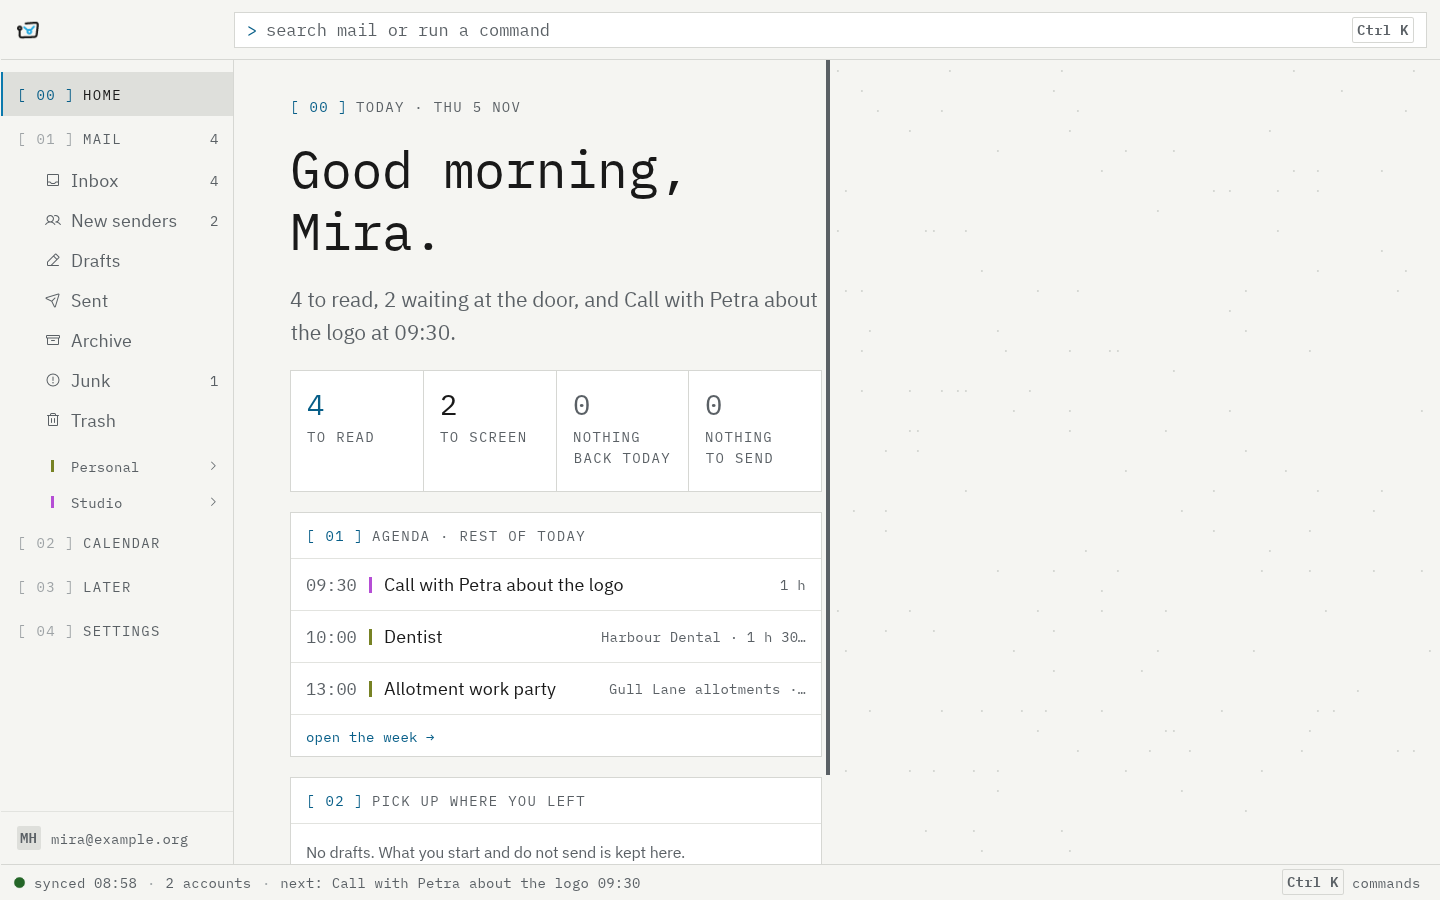 > search mail or run a command Ctrl K
[ 00 ] HOME
[ 01 ] MAIL 4
Inbox 4
New senders 2
Drafts
Sent
Archive
Junk 1
Trash
Personal
Studio
[ 02 ] CALENDAR
[ 03 ] LATER
[ 04 ] SETTINGS
MH mira@example.org
[ 00 ] TODAY · THU 5 NOV
Good morning,
Mira.
4 to read, 2 waiting at the door, and Call with Petra about
the logo at 09:30.
4 2 0 0
TO READ TO SCREEN NOTHING NOTHING
BACK TODAY TO SEND
[ 01 ] AGENDA · REST OF TODAY
09:30 Call with Petra about the logo 1 h
10:00 Dentist Harbour Dental · 1 h 30…
13:00 Allotment work party Gull Lane allotments ·…
open the week →
[ 02 ] PICK UP WHERE YOU LEFT
No drafts. What you start and do not send is kept here.
synced 08:58 · 2 accounts · next: Call with Petra about the logo 09:30 Ctrl K commands